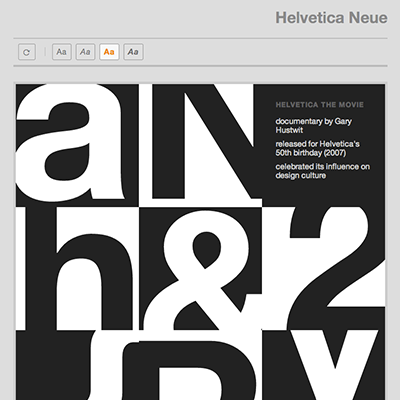 Helvetica Neue
Aa Aa Aa Aa
HELVETICA THE MOVIE
documentary by Gary
Hustwit
released for Helvetica's
50th birthday (2007)
celebrated its influence on
design culture
a N
h & 2